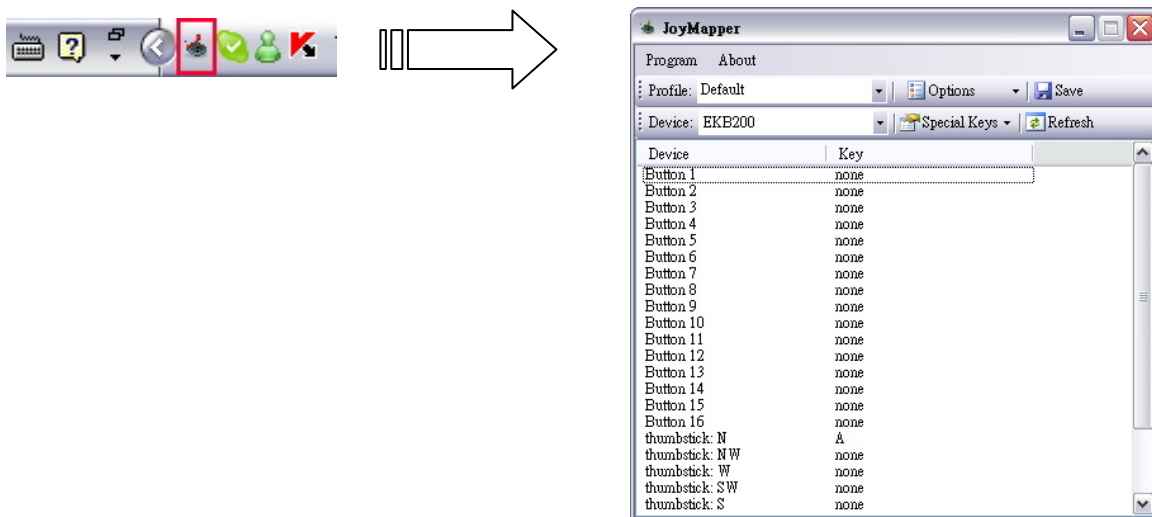 JoyMapper
Program About
Profile: Default Options Save
Device: EKB200 Special Keys Refresh
Device Key
Button 1 none
Button 2 none
Button 3 none
Button 4 none
Button 5 none
Button 6 none
Button 7 none
Button 8 none
Button 9 none
Button 10 none
Button 11 none
Button 12 none
Button 13 none
Button 14 none
Button 15 none
Button 16 none
thumbstick: N A
thumbstick: NW none
thumbstick: W none
thumbstick: SW none
thumbstick: S none